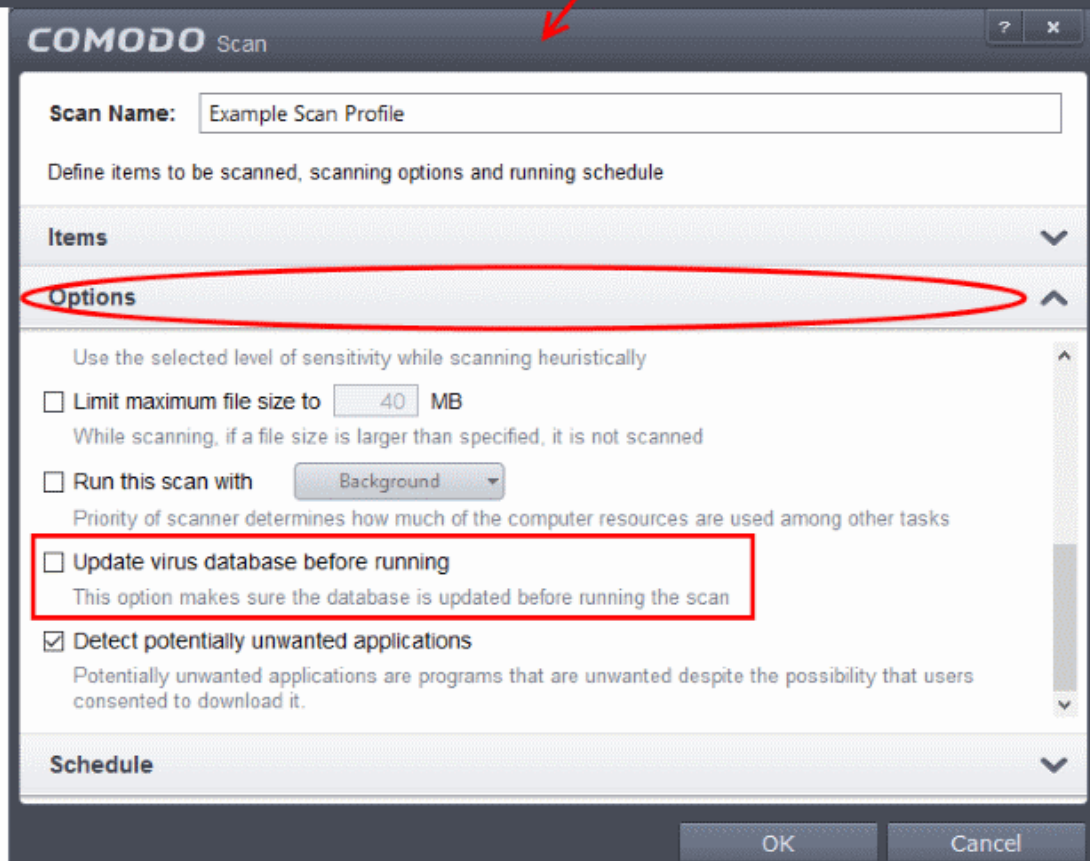 COMODO Scan ? x
Scan Name: Example Scan Profile
Define items to be scanned, scanning options and running schedule
Items
Options
Use the selected level of sensitivity while scanning heuristically
Limit maximum file size to 40 MB
While scanning, if a file size is larger than specified, it is not scanned
Run this scan with Background
Priority of scanner determines how much of the computer resources are used among other tasks
Update virus database before running
This option makes sure the database is updated before running the scan
Detect potentially unwanted applications
Potentially unwanted applications are programs that are unwanted despite the possibility that users
consented to download it.
Schedule
OK Cancel